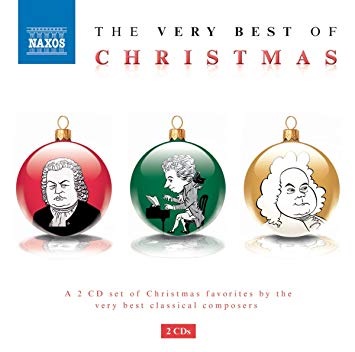 NAXOS
THE VERY BEST OF
CHRISTMAS
A 2 CD set of Christmas favorites by the
very best classical composers
2 CDs